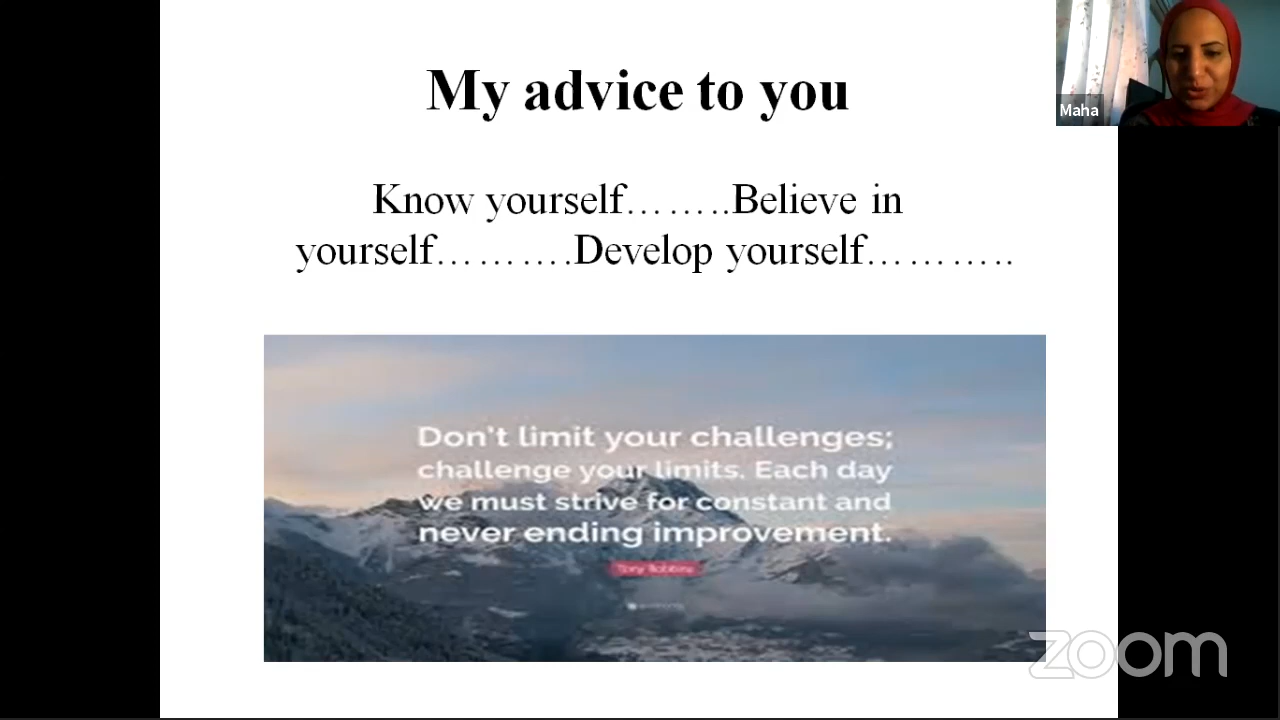 My advice to you
Maha
Know yourself……..Believe in
yourself……….Develop yourself………..
Don't limit your challenges;
challenge your limits. Each day
we must strive for constant and
never ending improvement.
Tony Robbins
zoom